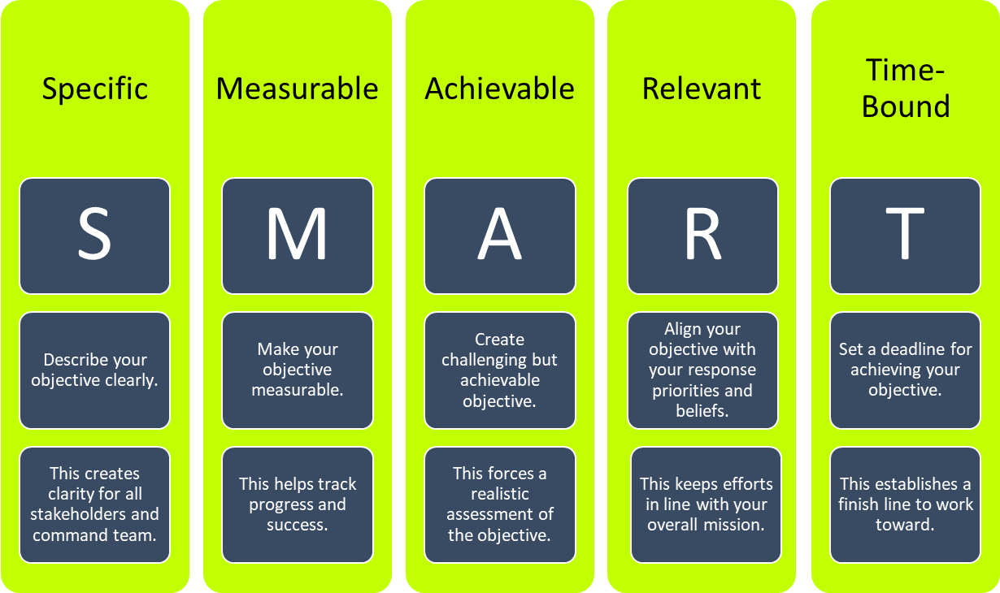 Specific
S
Describe your
objective clearly.
This creates
clarity for all
stakeholders and
command team.
Measurable
M
Make your
objective
measurable.
This helps track
progress and
success.
Achievable
A
Create
challenging but
achievable
objective.
This forces a
realistic
assessment of
the objective.
Relevant
R
Align your
objective with
your response
priorities and
beliefs.
This keeps efforts
in line with your
overall mission.
Time-
Bound
T
Set a deadline for
achieving your
objective.
This establishes a
finish line to work
toward.